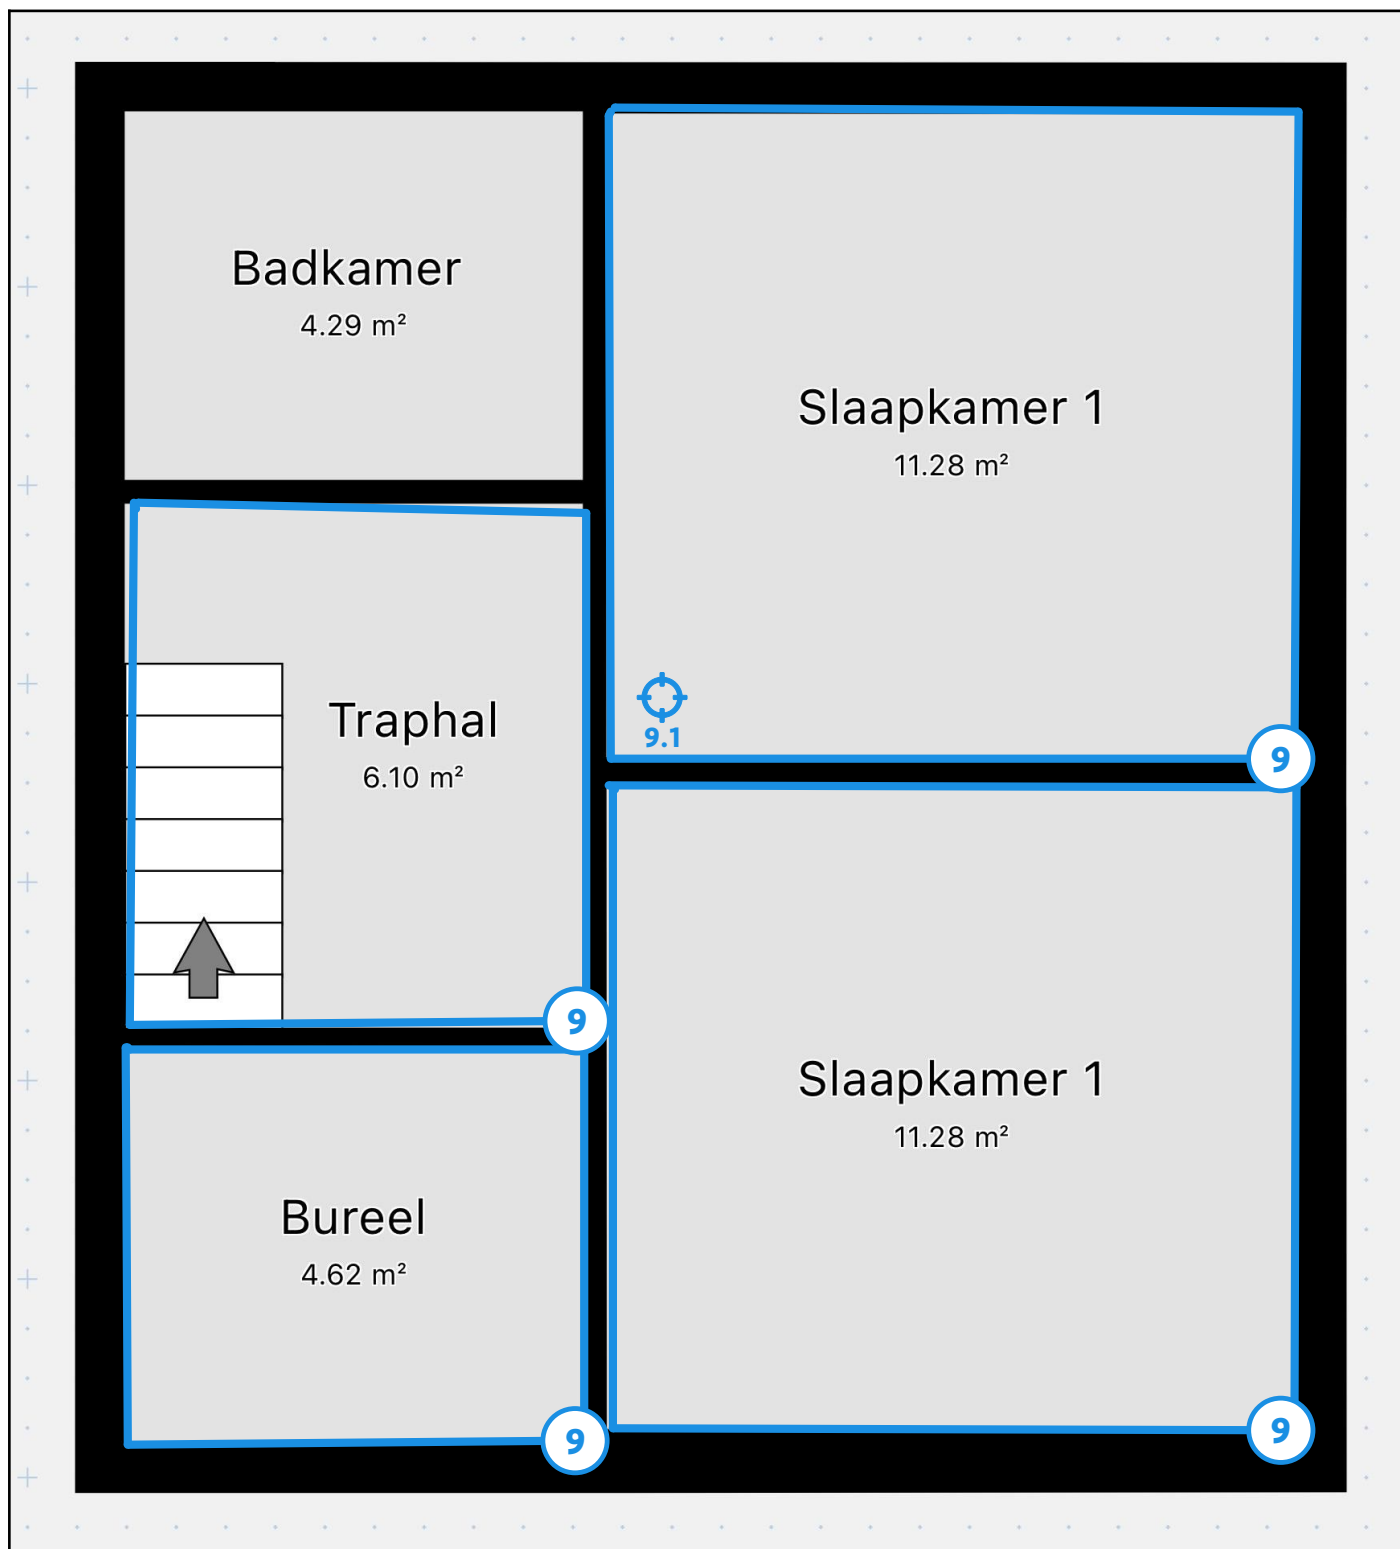 Badkamer
4.29 m²
Slaapkamer 1
11.28 m²
9.1
9
Traphal
6.10 m²
9
Slaapkamer 1
11.28 m²
9
Bureel
4.62 m²
9